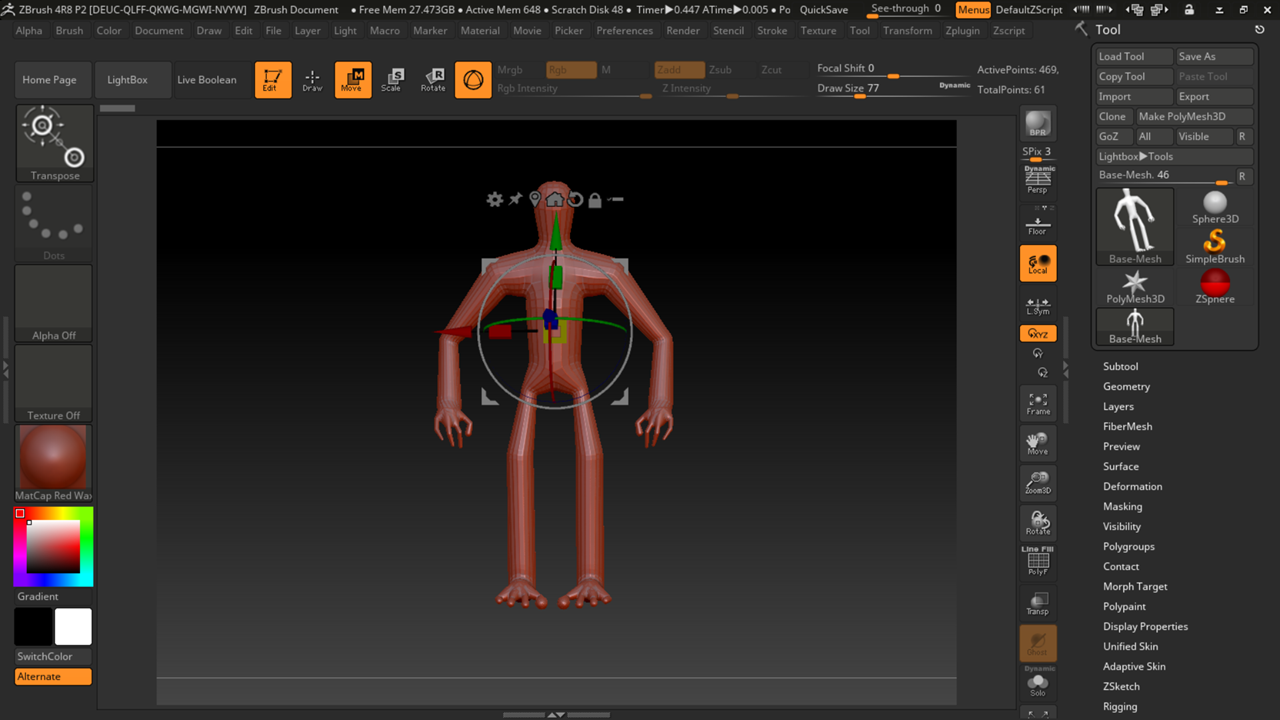 ZBrush 4R8 P2 [DEUC-QLFF-QKWG-MGWI-NVYW] ZBrush Document • Free Mem 27.473GB • Active Mem 648 • Scratch Disk 48 • Timer▶0.447 ATime▶0.005 • Po QuickSave See-through 0 Menus DefaultZScript
Alpha Brush Color Document Draw Edit File Layer Light Macro Marker Material Movie Picker Preferences Render Stencil Stroke Texture Tool Transform Zplugin Zscript
Home Page LightBox Live Boolean Edit Draw Move Scale Rotate
Mrgb Rgb M Zadd Zsub Zcut
Rgb Intensity Z Intensity
Focal Shift 0 ActivePoints: 469,
Draw Size 77 Dynamic TotalPoints: 61
Transpose
Dots
Alpha Off
Texture Off
MatCap Red Wax
Gradient
SwitchColor
Alternate
BPR
SPix 3
Dynamic
Persp
Floor
Local
L.Sym
XYZ
Frame
Move
Zoom3D
Rotate
Line Fill
PolyF
Transp
Ghost
Dynamic
Solo
Tool
Load Tool Save As
Copy Tool Paste Tool
Import Export
Clone Make PolyMesh3D
GoZ All Visible R
Lightbox▶Tools
Base-Mesh. 46 R
Base-Mesh Sphere3D
SimpleBrush
PolyMesh3D ZSphere
Base-Mesh
Subtool
Geometry
Layers
FiberMesh
Preview
Surface
Deformation
Masking
Visibility
Polygroups
Contact
Morph Target
Polypaint
Display Properties
Unified Skin
Adaptive Skin
ZSketch
Rigging